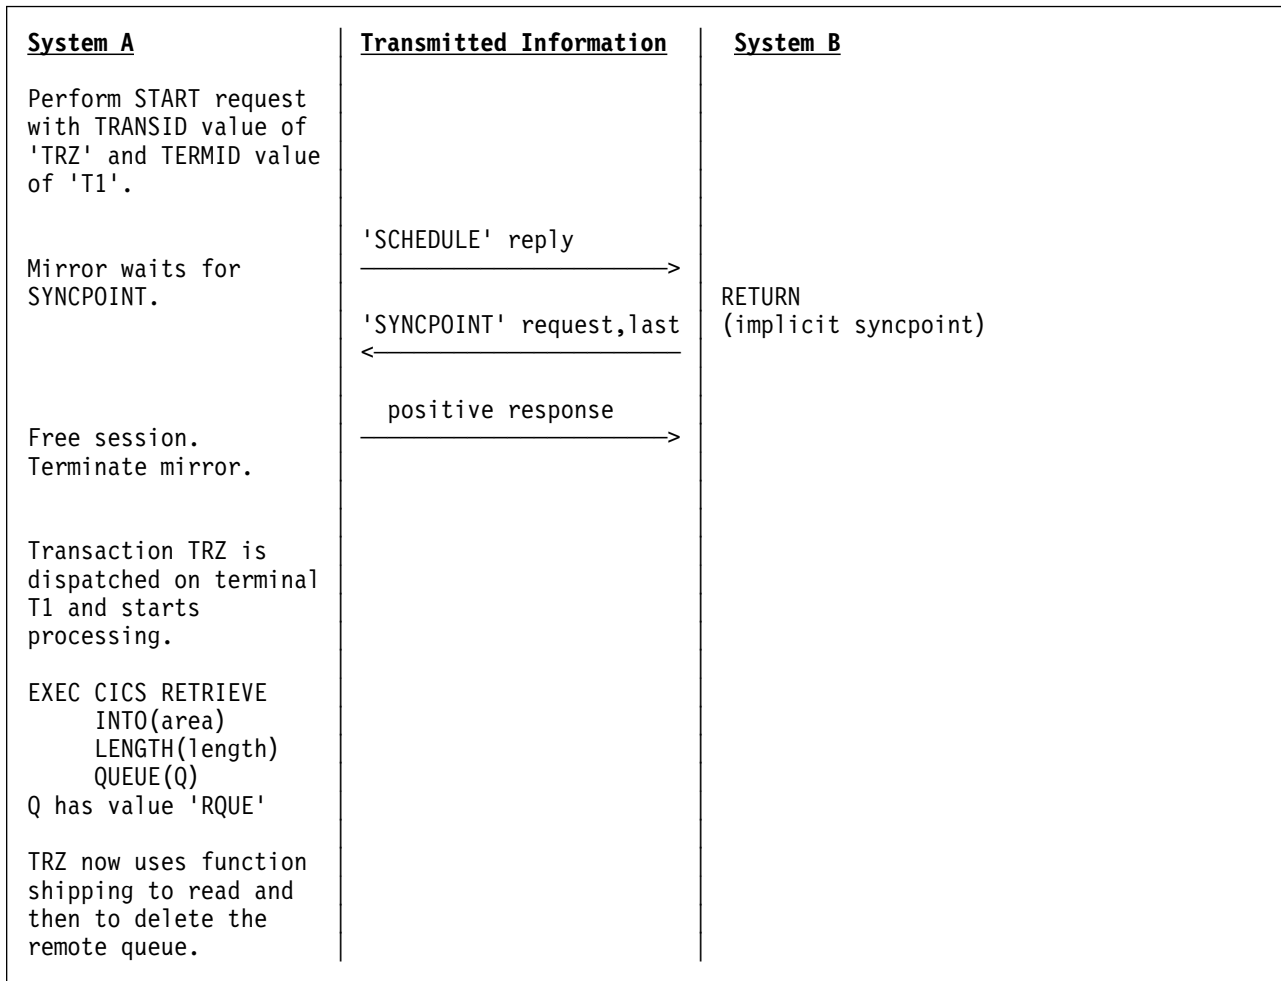 System A Transmitted Information System B
Perform START request
with TRANSID value of
'TRZ' and TERMID value
of 'T1'.
'SCHEDULE' reply
Mirror waits for
SYNCPOINT.
RETURN
'SYNCPOINT' request,last
(implicit syncpoint)
positive response
Free session.
Terminate mirror.
Transaction TRZ is
dispatched on terminal
T1 and starts
processing.
EXEC CICS RETRIEVE
INTO(area)
LENGTH(length)
QUEUE(Q)
Q has value 'RQUE'
TRZ now uses function
shipping to read and
then to delete the
remote queue.